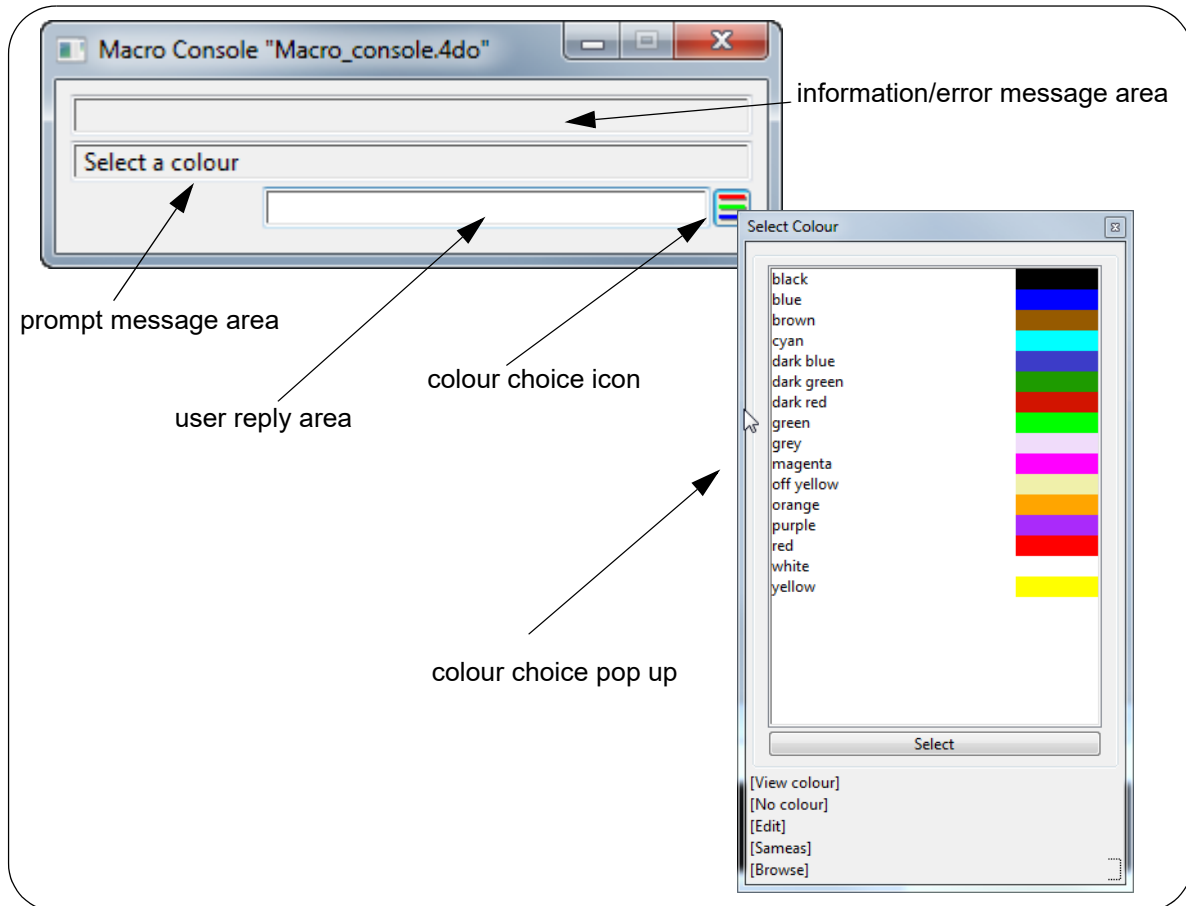 Macro Console "Macro_console.4do"
information/error message area
Select a colour
prompt message area
user reply area
colour choice icon
colour choice pop up
Select Colour
black
blue
brown
cyan
dark blue
dark green
dark red
green
grey
magenta
off yellow
orange
purple
red
white
yellow
Select
[View colour]
[No colour]
[Edit]
[Sameas]
[Browse]